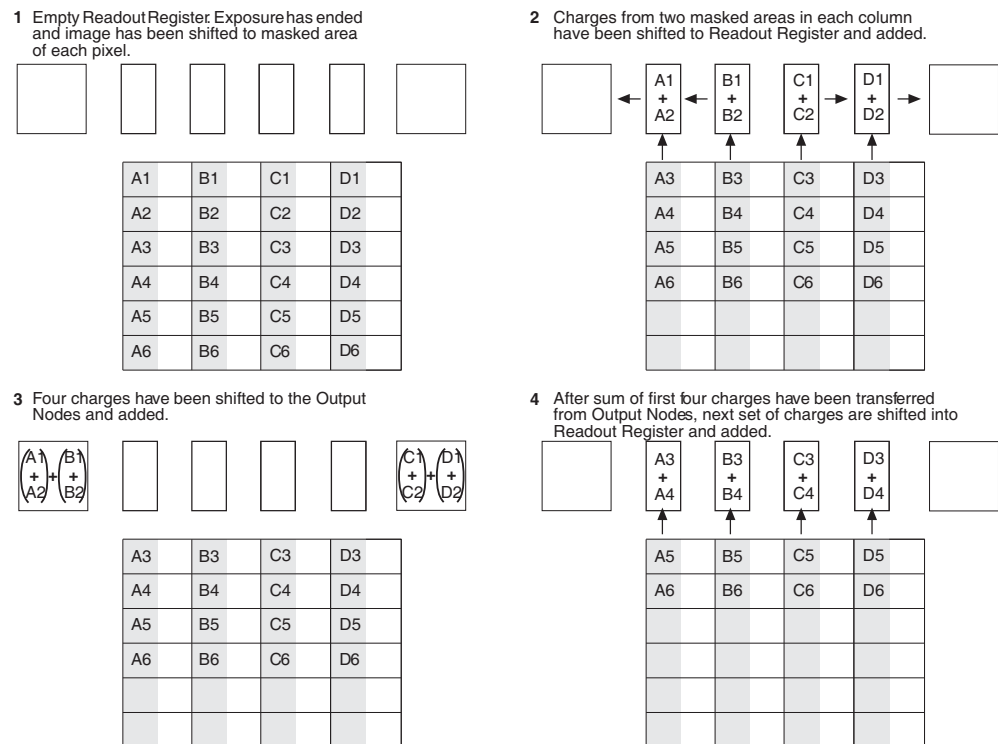 1 Empty Readout Register. Exposure has ended
and image has been shifted to masked area
of each pixel.
A1 B1 C1 D1
A2 B2 C2 D2
A3 B3 C3 D3
A4 B4 C4 D4
A5 B5 C5 D5
A6 B6 C6 D6
2 Charges from two masked areas in each column
have been shifted to Readout Register and added.
A1 B1 C1 D1
+ + + +
A2 B2 C2 D2
A3 B3 C3 D3
A4 B4 C4 D4
A5 B5 C5 D5
A6 B6 C6 D6
3 Four charges have been shifted to the Output
Nodes and added.
(A1) (B1) (C1) (D1)
+ + + + + +
(A2) (B2) (C2) (D2)
A3 B3 C3 D3
A4 B4 C4 D4
A5 B5 C5 D5
A6 B6 C6 D6
4 After sum of first four charges have been transferred
from Output Nodes, next set of charges are shifted into
Readout Register and added.
A3 B3 C3 D3
+ + + +
A4 B4 C4 D4
A5 B5 C5 D5
A6 B6 C6 D6